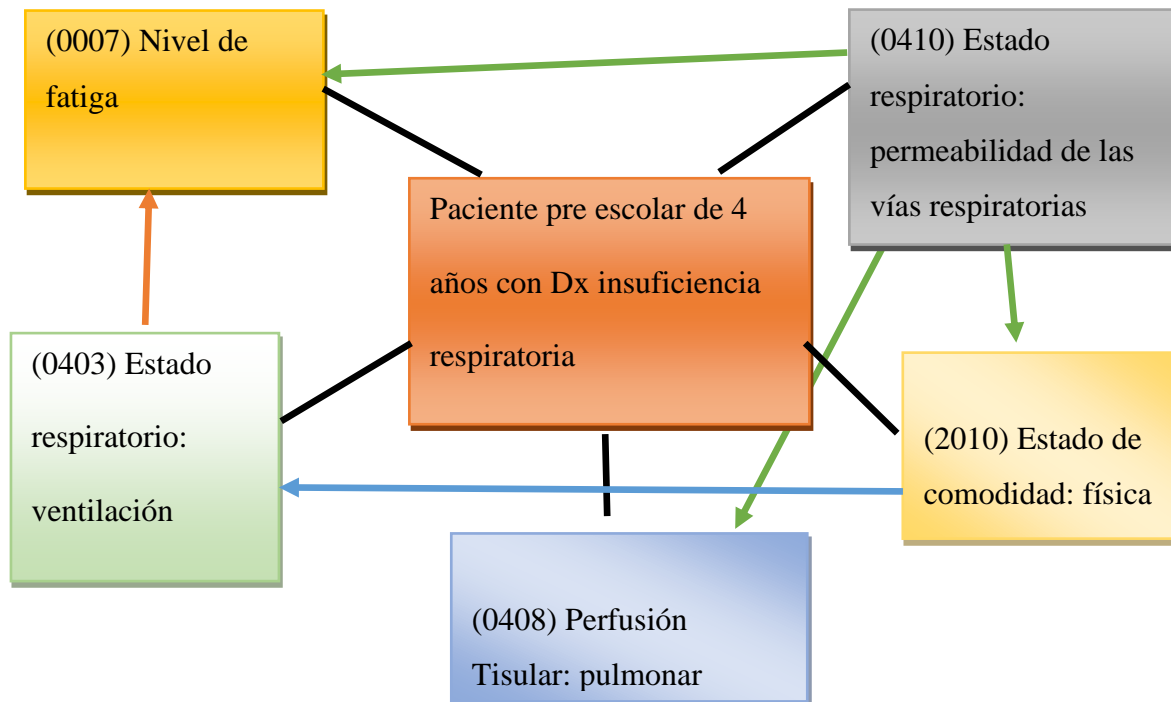 (0007) Nivel de
fatiga
(0410) Estado
respiratorio:
permeabilidad de las
vías respiratorias
Paciente pre escolar de 4
años con Dx insuficiencia
respiratoria
(0403) Estado
respiratorio:
ventilación
(2010) Estado de
comodidad: física
(0408) Perfusión
Tisular: pulmonar